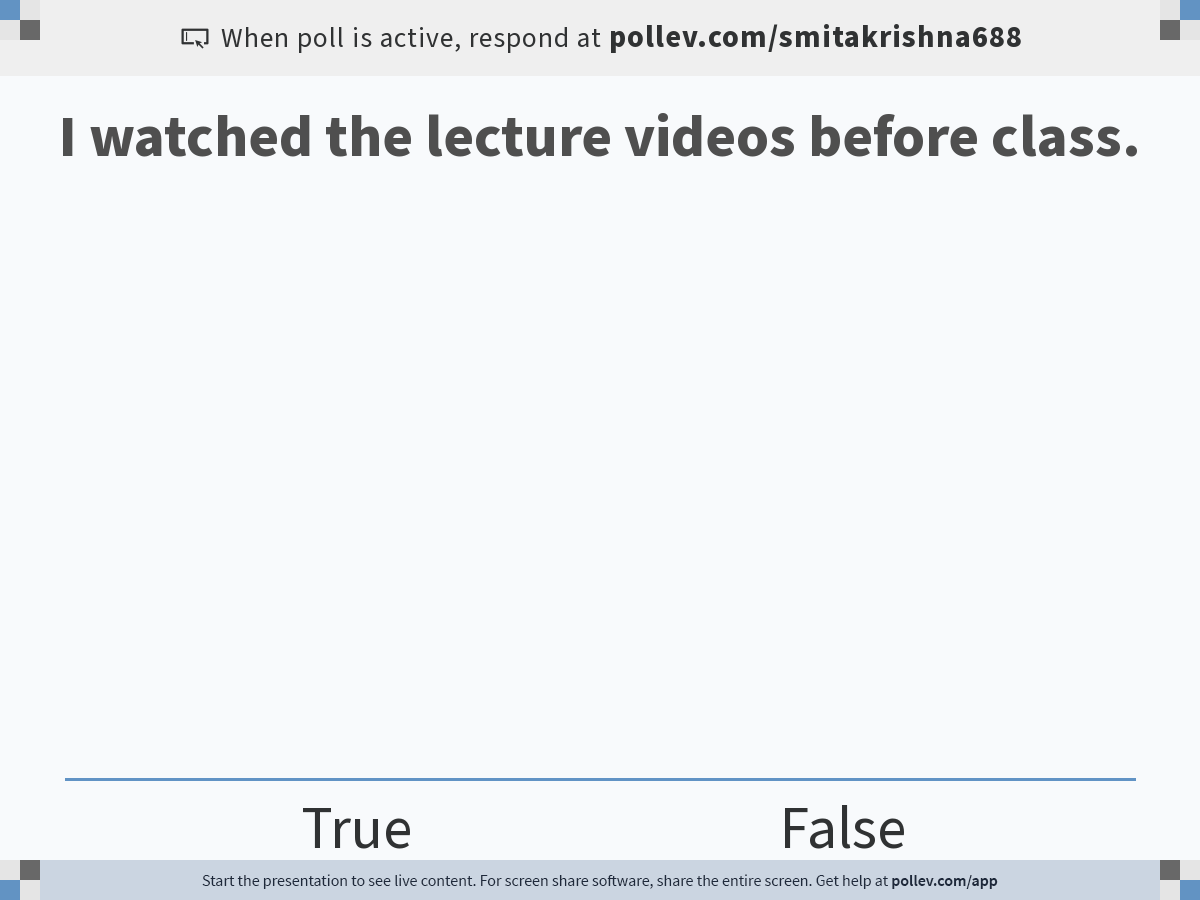 When poll is active, respond at pollev.com/smitakrishna688
I watched the lecture videos before class.
True False
Start the presentation to see live content. For screen share software, share the entire screen. Get help at pollev.com/app